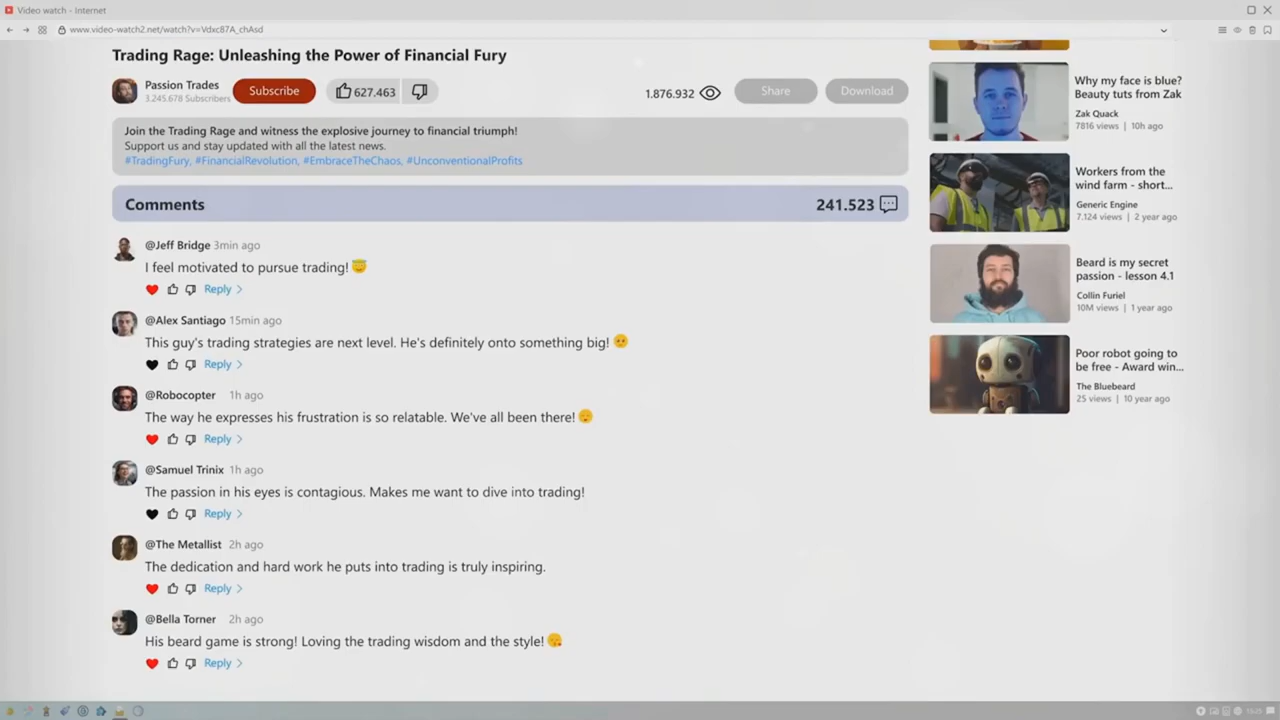 Video watch - Internet
www.video-watch2.net/watch?v=Vdxc87A_chAsd
Trading Rage: Unleashing the Power of Financial Fury
Passion Trades
3.245.678 Subscribers
Subscribe
627.463
1.876.932
Share
Download
Join the Trading Rage and witness the explosive journey to financial triumph!
Support us and stay updated with all the latest news.
#TradingFury, #FinancialRevolution, #EmbraceTheChaos, #UnconventionalProfits
Comments
241.523
@Jeff Bridge 3min ago
I feel motivated to pursue trading! 😇
Reply >
@Alex Santiago 15min ago
This guy's trading strategies are next level. He's definitely onto something big!
Reply >
@Robocopter 1h ago
The way he expresses his frustration is so relatable. We've all been there!
Reply >
@Samuel Trinix 1h ago
The passion in his eyes is contagious. Makes me want to dive into trading!
Reply >
@The Metallist 2h ago
The dedication and hard work he puts into trading is truly inspiring.
Reply >
@Bella Torner 2h ago
His beard game is strong! Loving the trading wisdom and the style!
Reply >
Why my face is blue?
Beauty tuts from Zak
Zak Quack
7816 views | 10h ago
Workers from the
wind farm - short...
Generic Engine
7.124 views | 2 year ago
Beard is my secret
passion - lesson 4.1
Collin Furiel
10M views | 1 year ago
Poor robot going to
be free - Award win...
The Bluebeard
25 views | 10 year ago